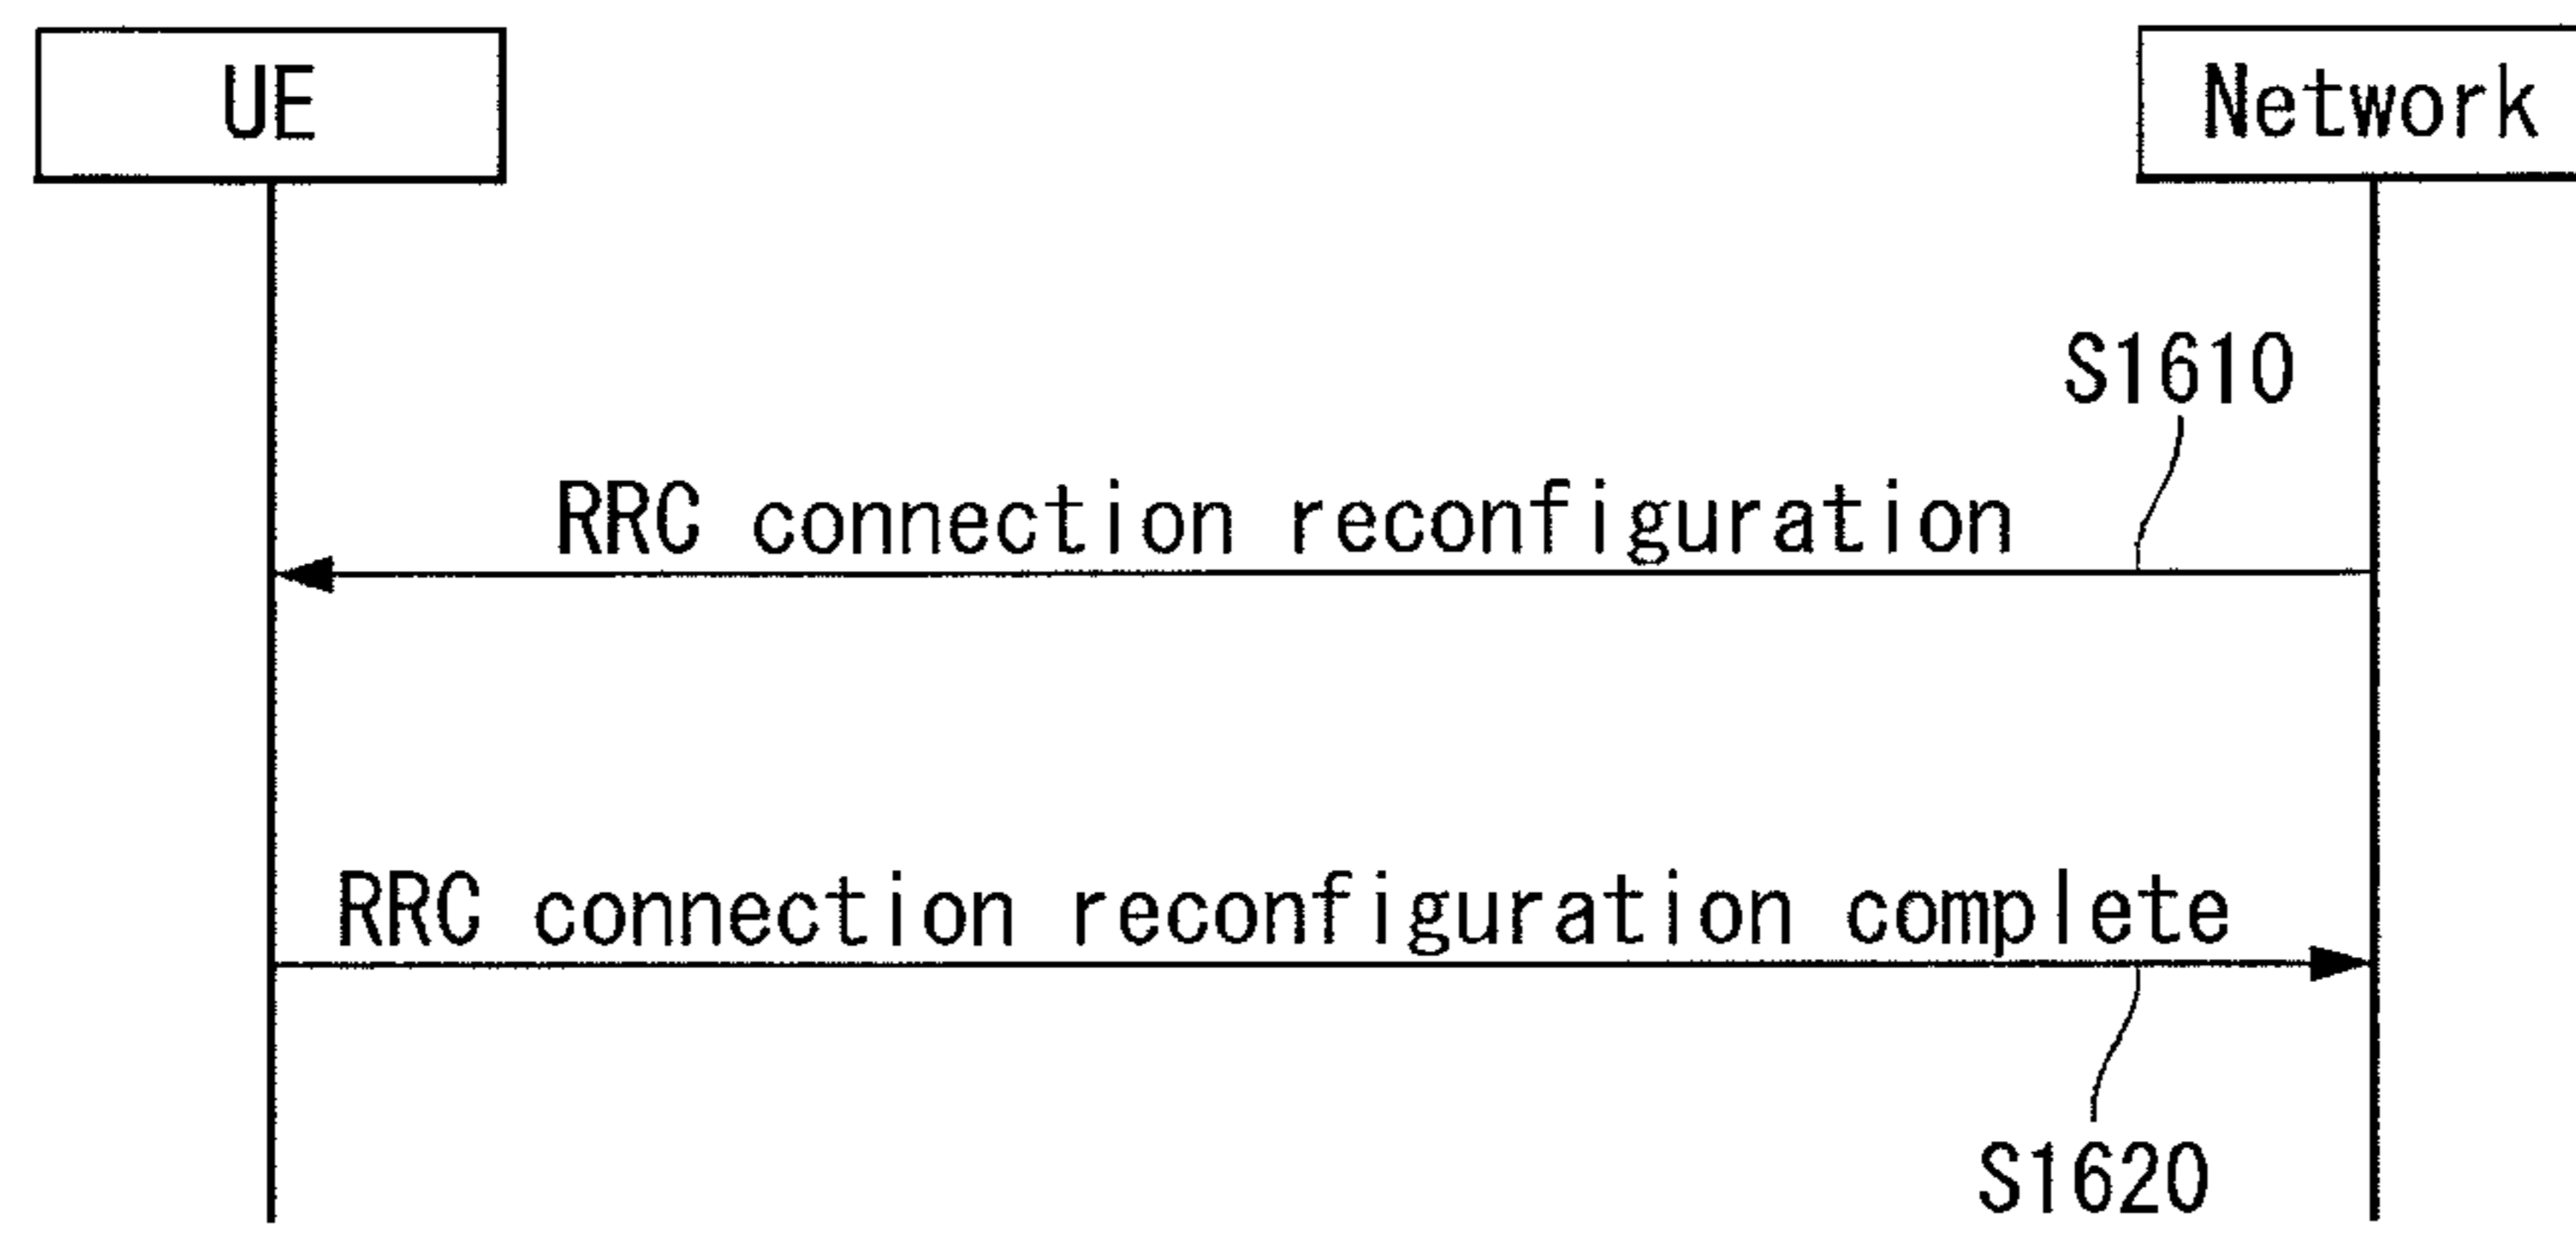 UE
Network
S1610
RRC connection reconfiguration
RRC connection reconfiguration complete
S1620